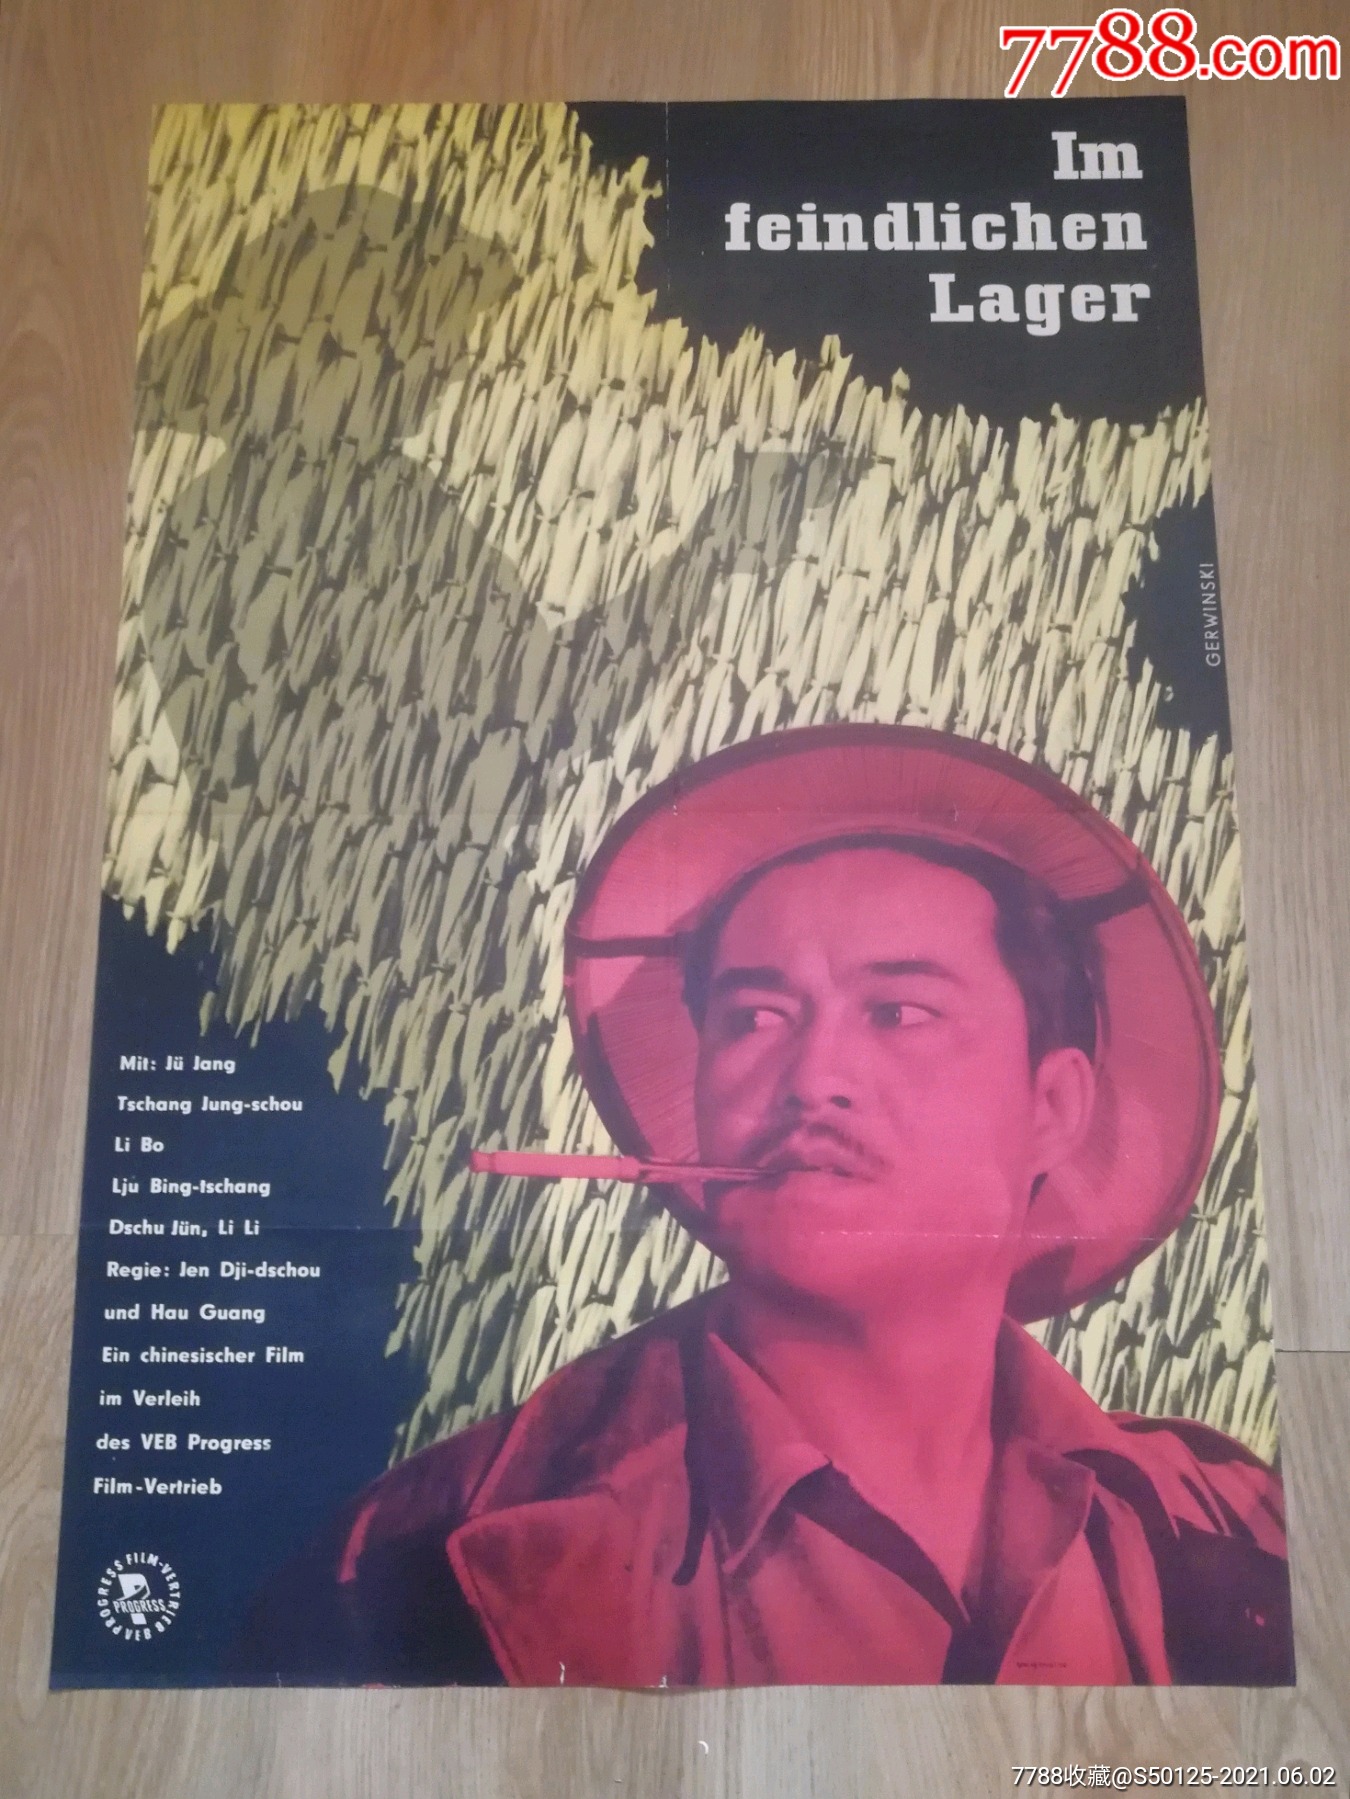 7788.com
Im
feindlichen
Lager
GERWINSKI
Mit: Jü Jang
Tschang Jung-schou
Li Bo
Lju Bing-tschang
Dschu Jün, Li Li
Regie: Jen Dji-dschou
und Hau Guang
Ein chinesischer Film
im Verleih
des VEB Progress
Film-Vertrieb
PROGRESS FILM-VERTRIEB VEB
PROGRESS
7788收藏@S50125-2021.06.02